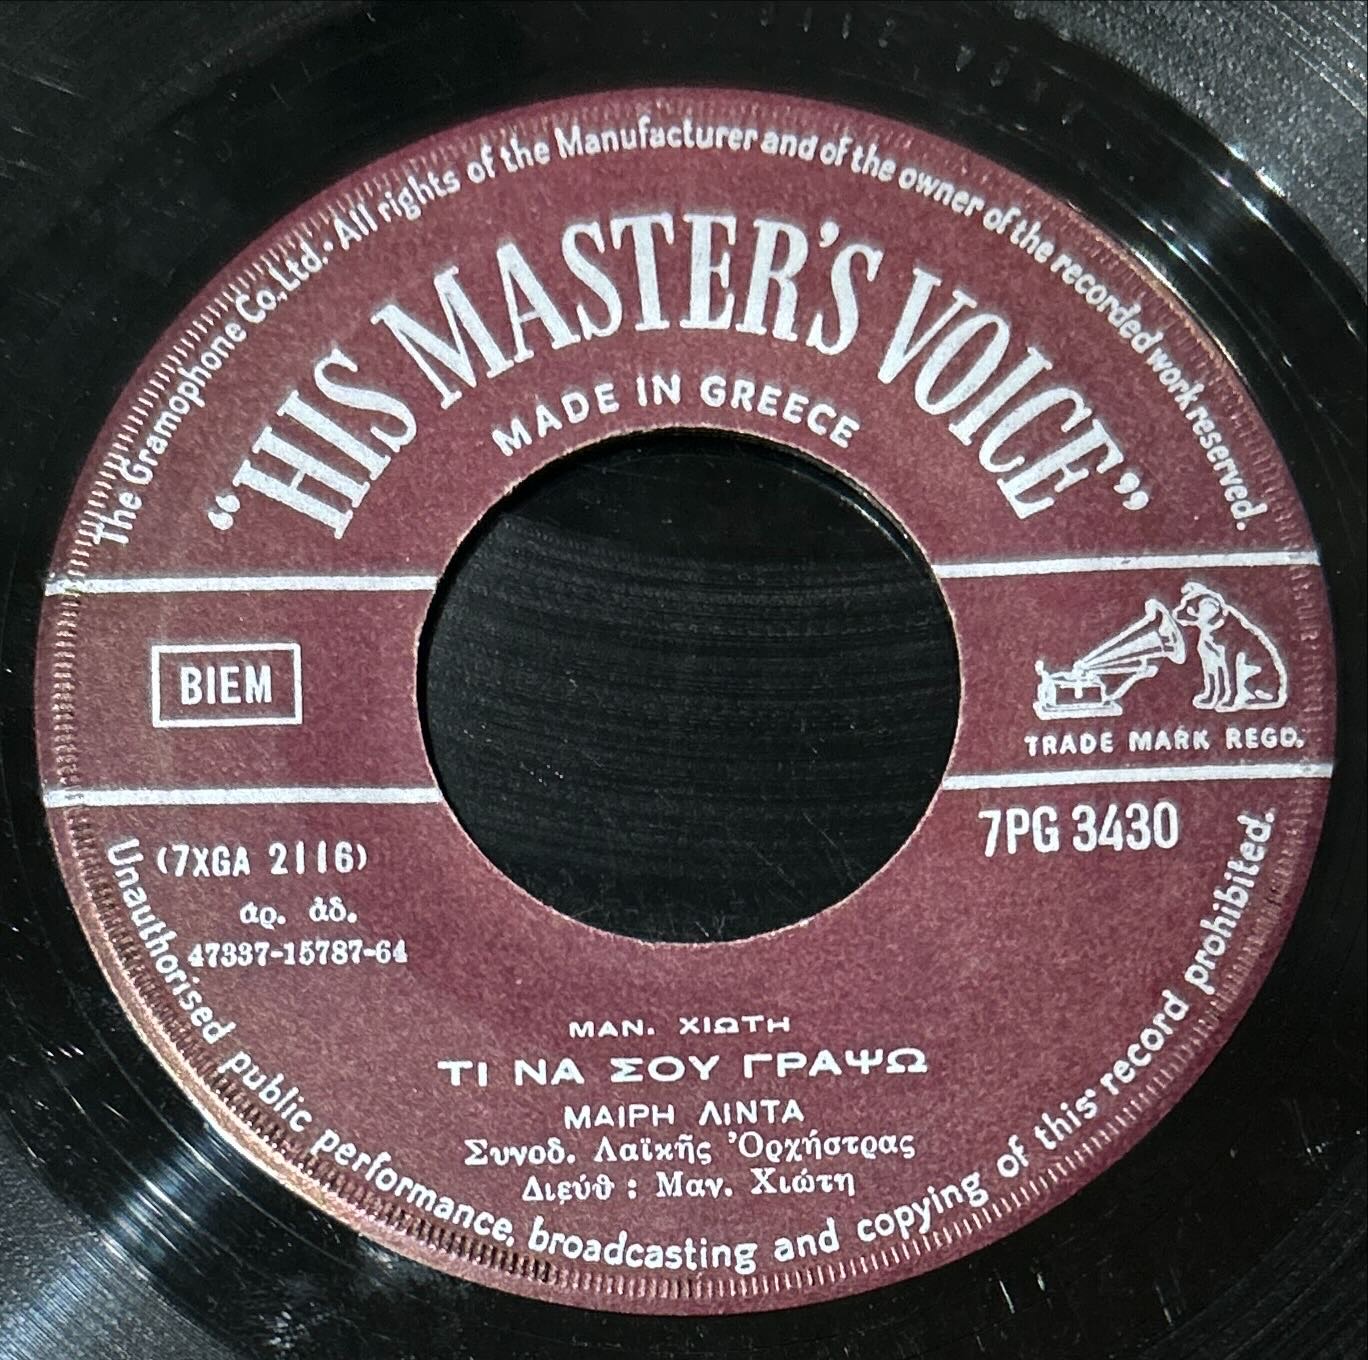 The Gramophone Co. Ltd. · All rights of the Manufacturer and of the owner of the recorded work reserved.
“HIS MASTER'S VOICE”
MADE IN GREECE
BIEM
TRADE MARK REGD.
7PG 3430
(7XGA 2116)
ἀρ. ἀδ.
47337-15787-64
ΜΑΝ. ΧΙΩΤΗ
ΤΙ ΝΑ ΣΟΥ ΓΡΑΨΩ
ΜΑΙΡΗ ΛΙΝΤΑ
Συνοδ. Λαϊκῆς Ὀρχήστρας
Διεύθ : Μαν. Χιώτη
Unauthorised public performance, broadcasting and copying of this record prohibited.